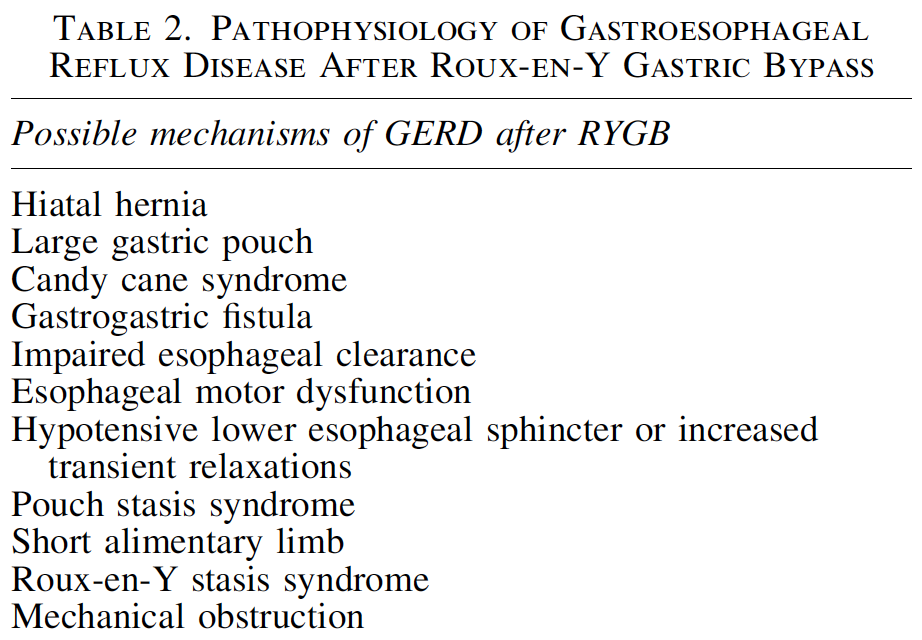 TABLE 2. PATHOPHYSIOLOGY OF GASTROESOPHAGEAL
REFLUX DISEASE AFTER ROUX-EN-Y GASTRIC BYPASS
Possible mechanisms of GERD after RYGB
Hiatal hernia
Large gastric pouch
Candy cane syndrome
Gastrogastric fistula
Impaired esophageal clearance
Esophageal motor dysfunction
Hypotensive lower esophageal sphincter or increased
transient relaxations
Pouch stasis syndrome
Short alimentary limb
Roux-en-Y stasis syndrome
Mechanical obstruction